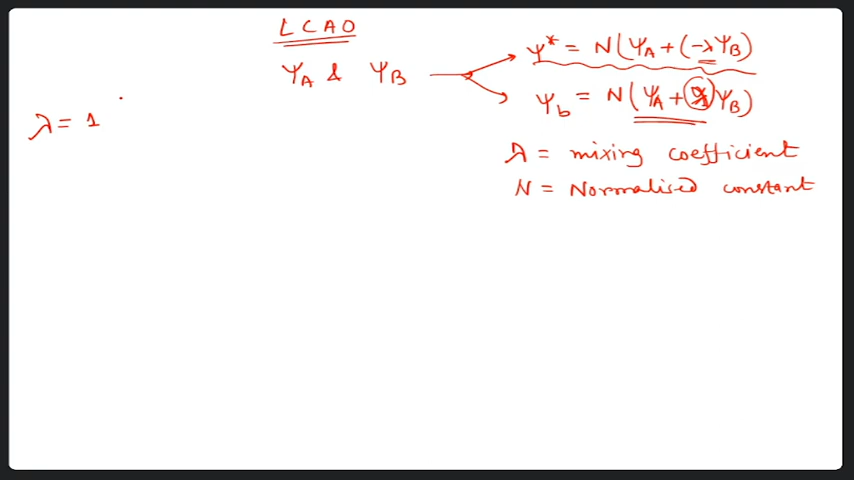 LCAO
ψ* = N(ψA + (-λψB)
ψA & ψB
ψb = N(ψA + λψB)
λ = 1
λ = mixing coefficient
N = Normalised constant